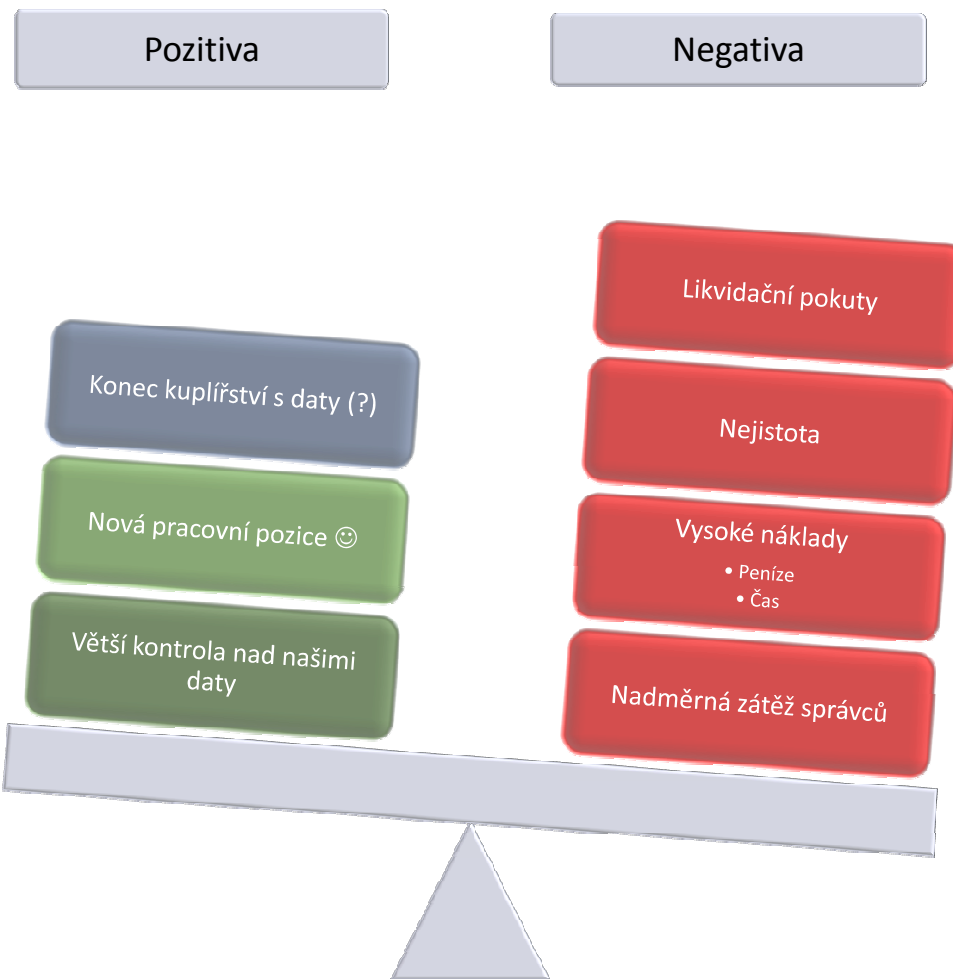 Pozitiva
Negativa
Konec kuplířství s daty (?)
Nová pracovní pozice ☺
Větší kontrola nad našimi
daty
Likvidační pokuty
Nejistota
Vysoké náklady
• Peníze
• Čas
Nadměrná zátěž správců